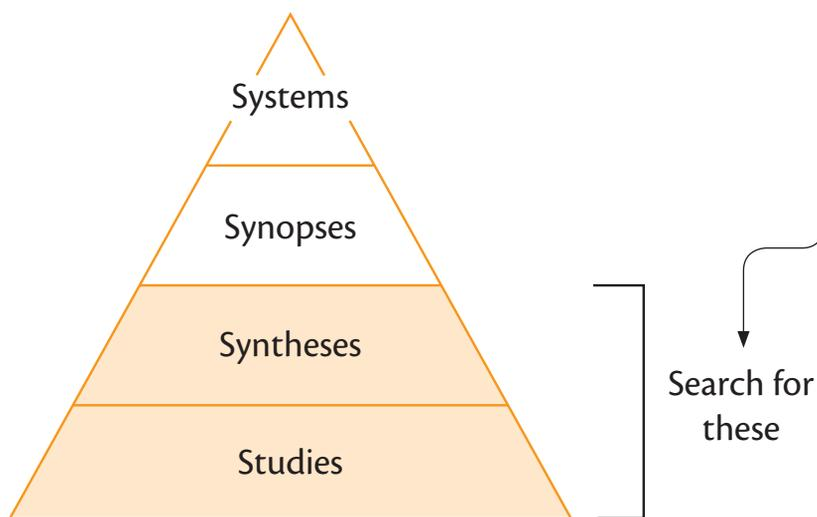 Systems
Synopses
Syntheses
Search for
these
Studies